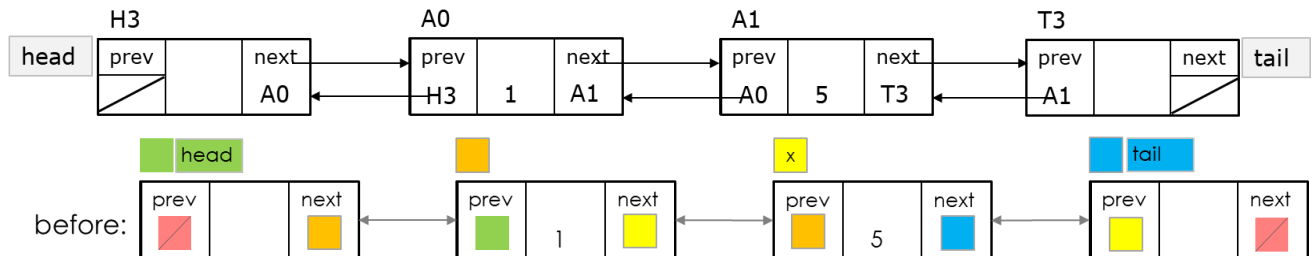 H3 A0 A1 T3
head prev next prev next prev next prev next tail
A0 H3 1 A1 A0 5 T3 A1
head x tail
prev next prev next prev next prev next
before: 1 5